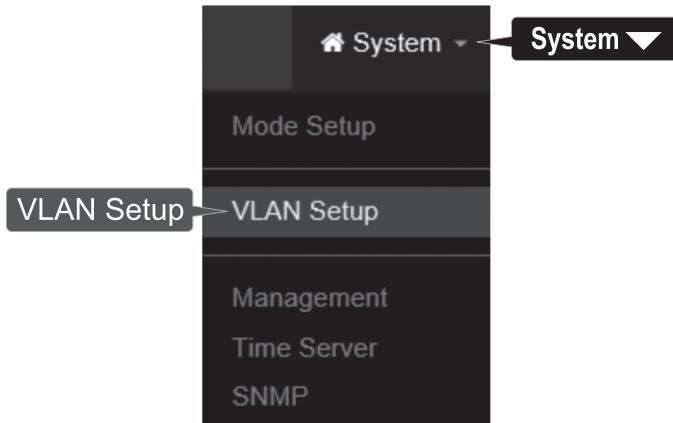 System
System
Mode Setup
VLAN Setup
VLAN Setup
Management
Time Server
SNMP